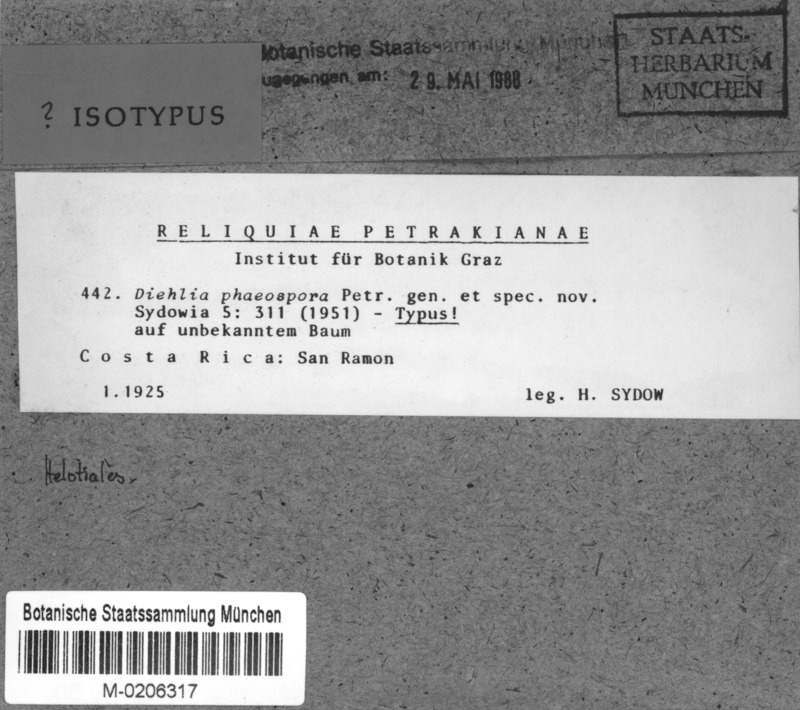 Botanische Staatssammlung München
zugegangen am: 29. MAI 1988
STAATS-
HERBARIUM
MÜNCHEN
? ISOTYPUS
RELIQUIAE PETRAKIANAE
Institut für Botanik Graz
442. Diehlia phaeospora Petr. gen. et spec. nov.
Sydowia 5: 311 (1951) - Typus!
auf unbekanntem Baum
Costa Rica: San Ramon
1.1925
leg. H. SYDOW
Helotiales.
Botanische Staatssammlung München
M-0206317